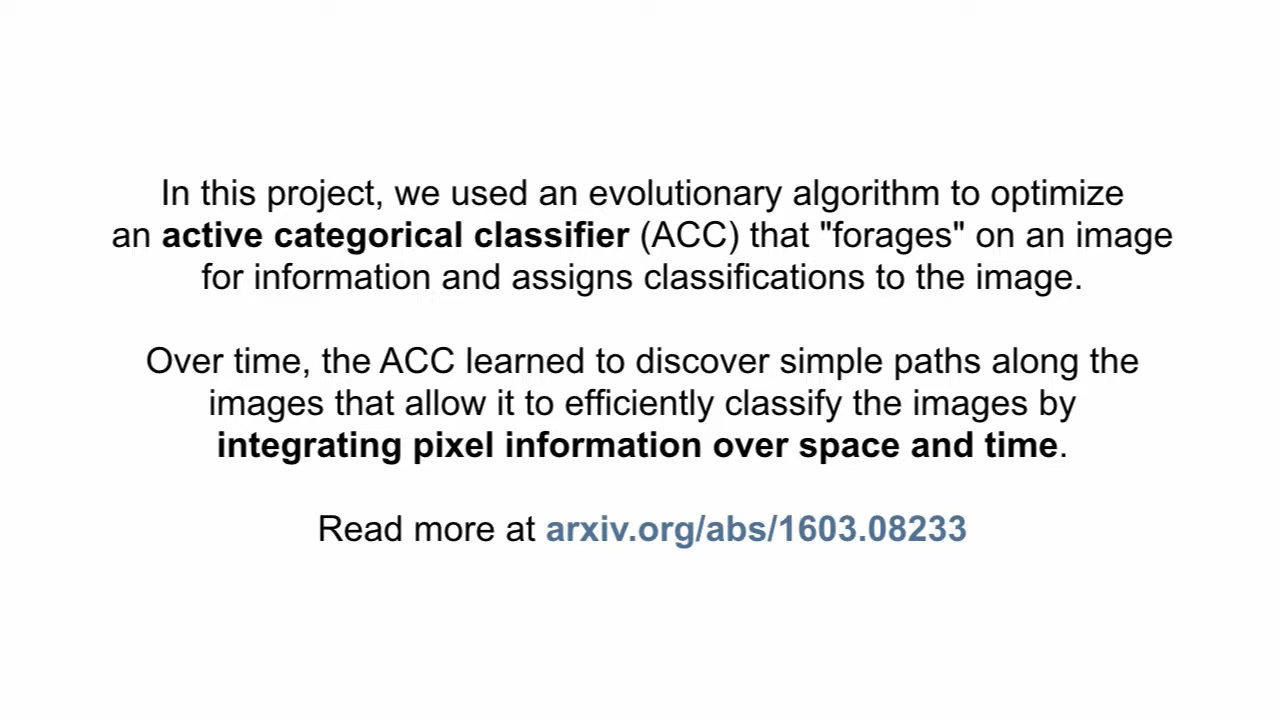 In this project, we used an evolutionary algorithm to optimize
an active categorical classifier (ACC) that "forages" on an image
for information and assigns classifications to the image.
Over time, the ACC learned to discover simple paths along the
images that allow it to efficiently classify the images by
integrating pixel information over space and time.
Read more at arxiv.org/abs/1603.08233